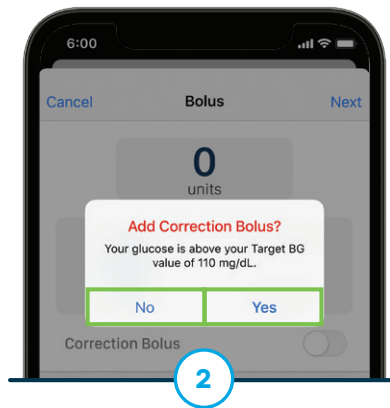 6:00
Cancel Bolus Next
0
units
Add Correction Bolus?
Your glucose is above your Target BG
value of 110 mg/dL.
No Yes
Correction Bolus
2